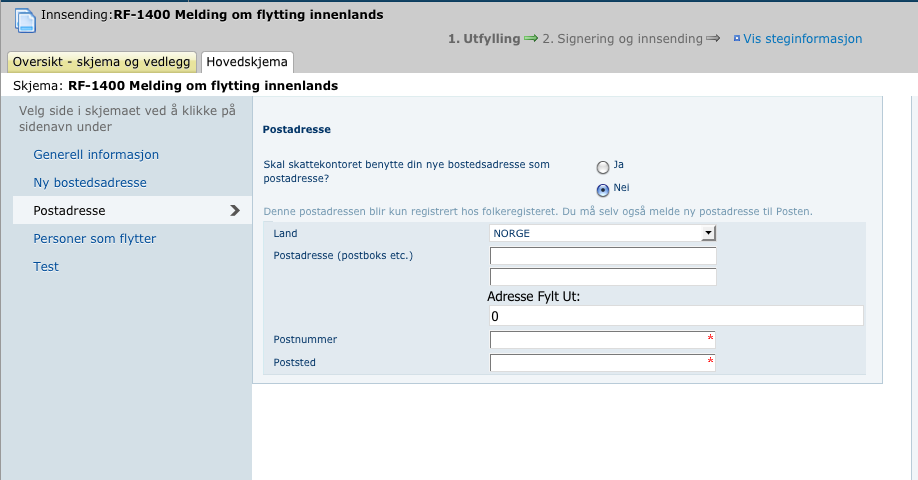 Innsending:RF-1400 Melding om flytting innenlands
1. Utfylling 2. Signering og innsending Vis steginformasjon
Oversikt - skjema og vedlegg Hovedskjema
Skjema: RF-1400 Melding om flytting innenlands
Velg side i skjemaet ved å klikke på
sidenavn under
Generell informasjon
Ny bostedsadresse
Postadresse
Personer som flytter
Test
Postadresse
Skal skattekontoret benytte din nye bostedsadresse som
postadresse?
Ja
Nei
Denne postadressen blir kun registrert hos folkeregisteret. Du må selv også melde ny postadresse til Posten.
Land NORGE
Postadresse (postboks etc.)
Adresse Fylt Ut:
0
Postnummer *
Poststed *